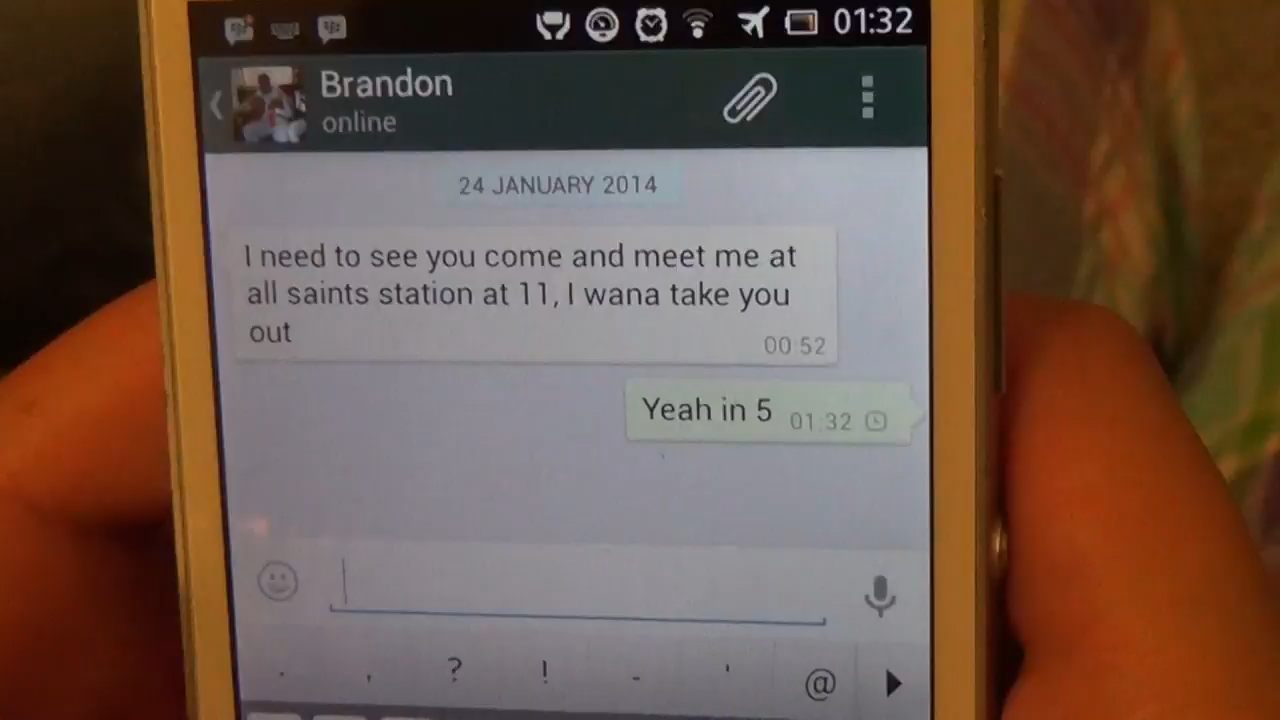 01:32
Brandon
online
24 JANUARY 2014
I need to see you come and meet me at
all saints station at 11, I wana take you
out
00:52
Yeah in 5 01:32
. , ? ! - ' @